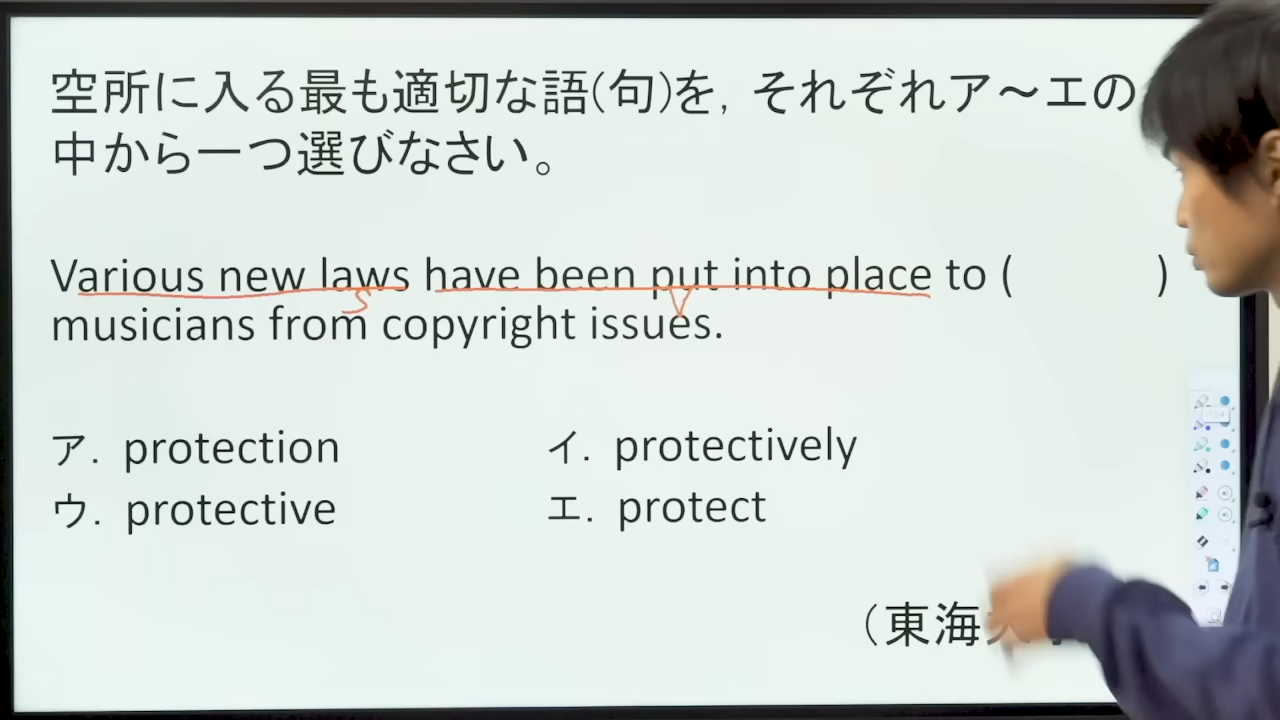 空所に入る最も適切な語(句)を, それぞれア～エの
中から一つ選びなさい。
Various new laws have been put into place to ( )
S V
musicians from copyright issues.
ア. protection イ. protectively
ウ. protective エ. protect
(東海